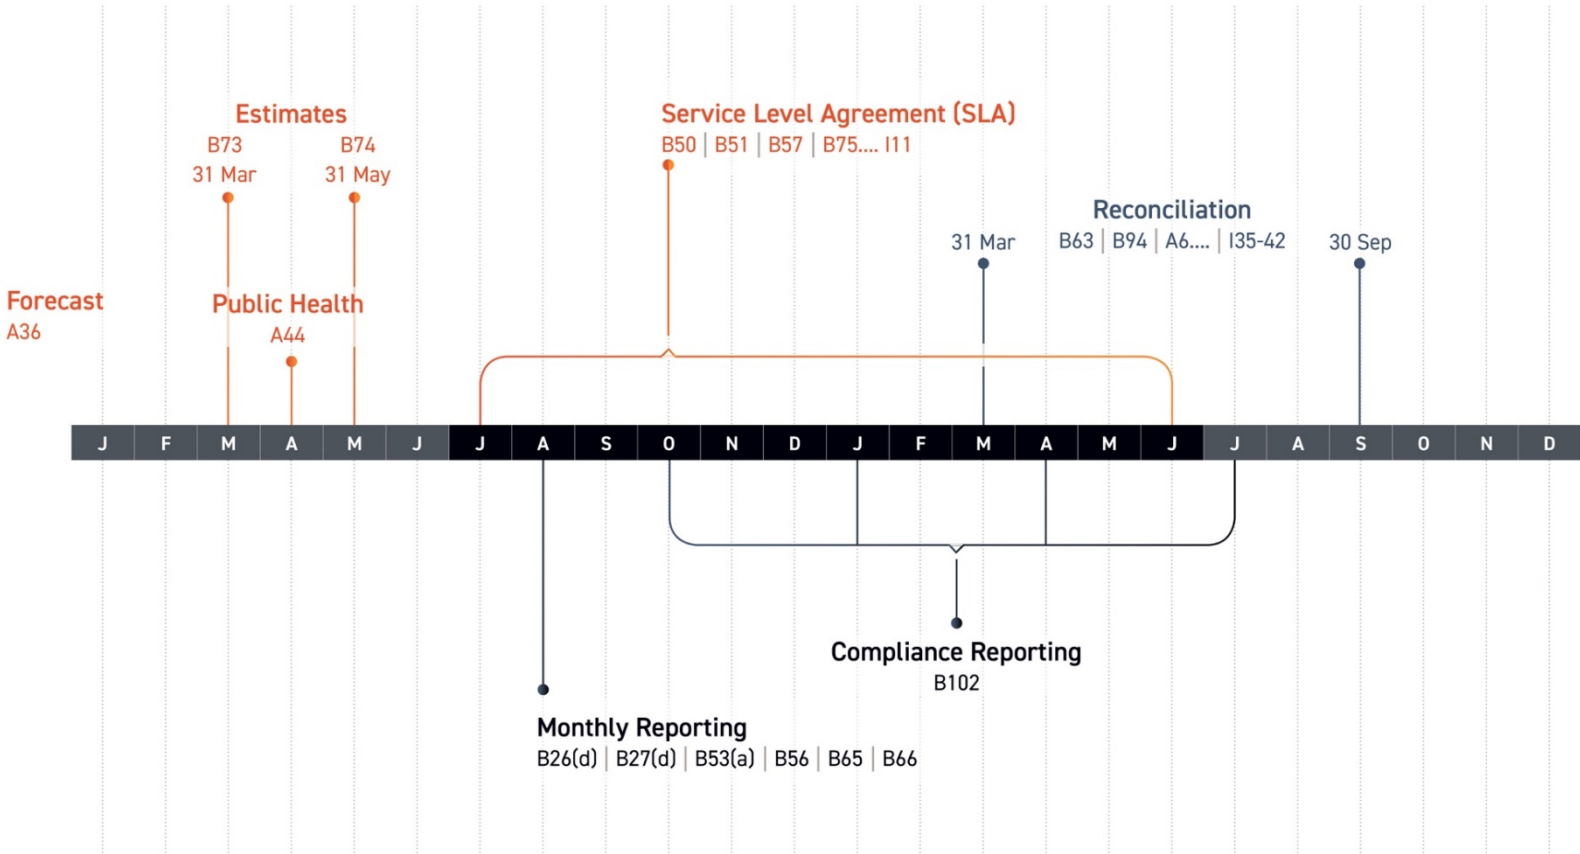 Estimates
B73
31 Mar
B74
31 May
Service Level Agreement (SLA)
B50 | B51 | B57 | B75.... I11
Reconciliation
B63 | B94 | A6.... | I35-42
31 Mar
30 Sep
Forecast
A36
Public Health
A44
J F M A M J J A S O N D J F M A M J J A S O N D
Compliance Reporting
B102
Monthly Reporting
B26(d) | B27(d) | B53(a) | B56 | B65 | B66